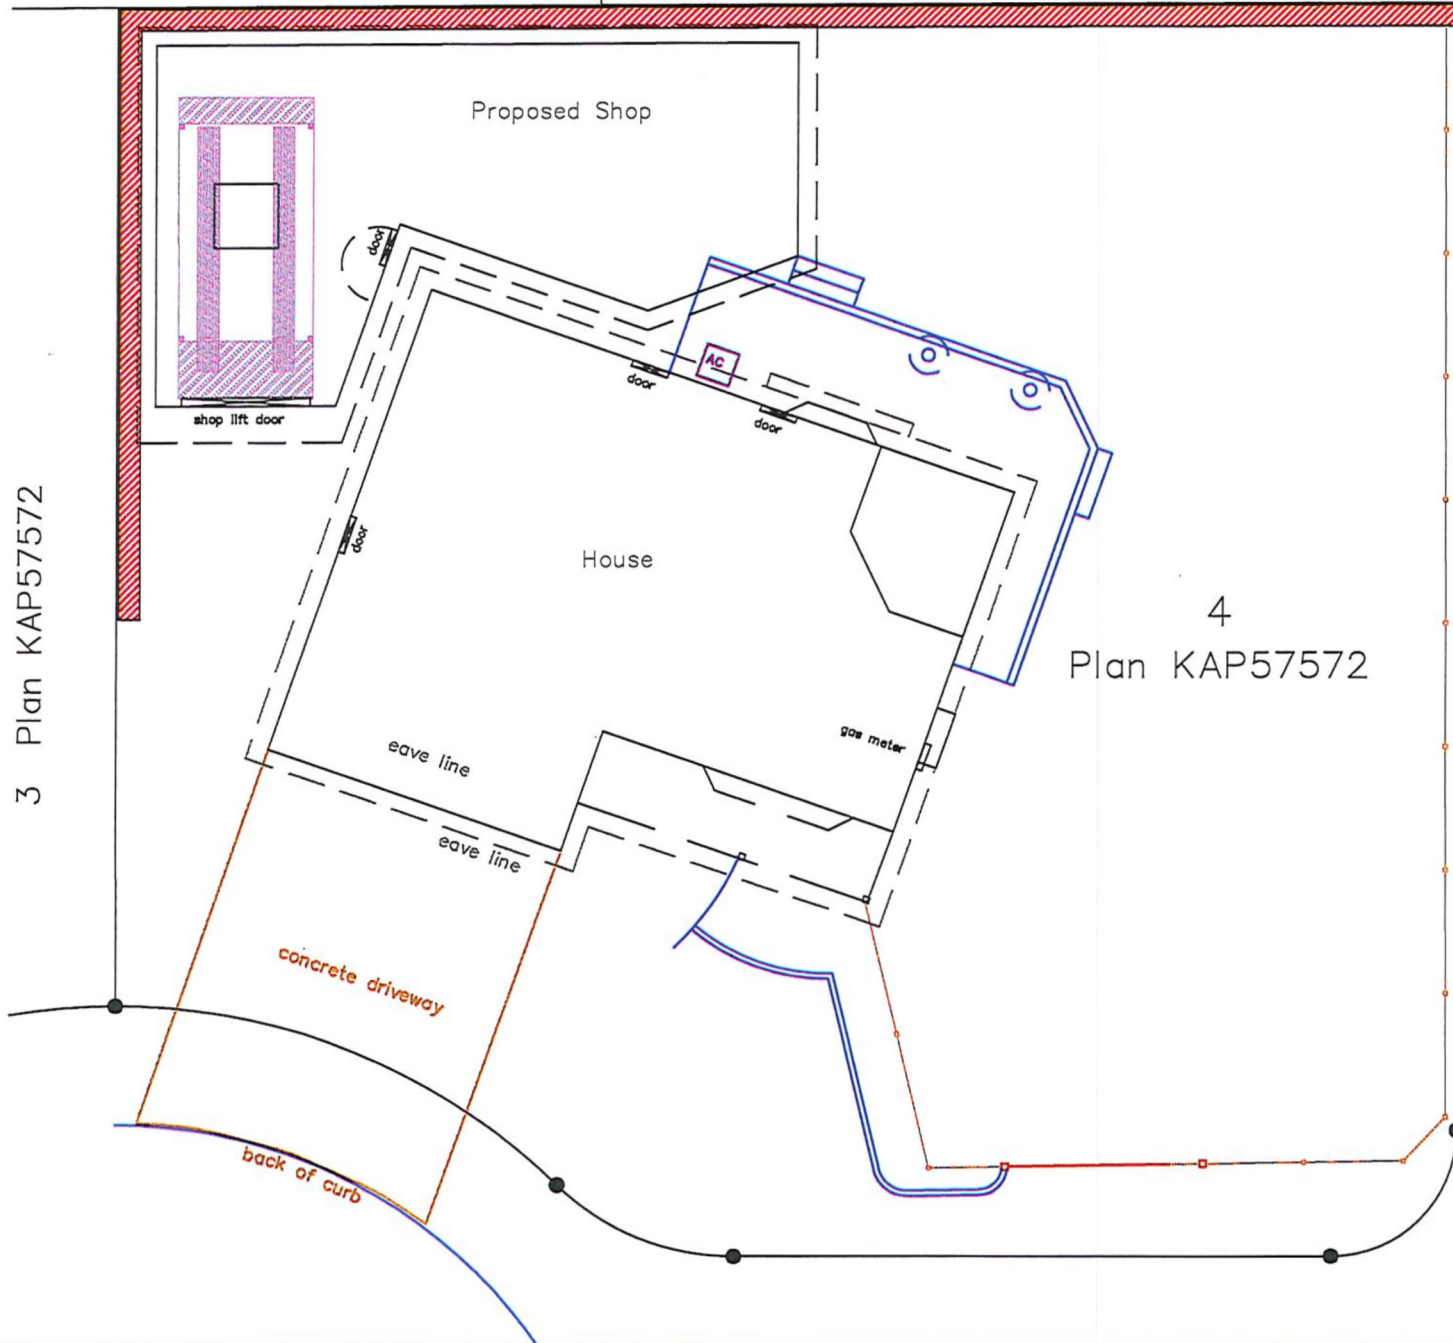 Proposed Shop
door
shop lift door
AC
door
door
door
House
3 Plan KAP57572
4
Plan KAP57572
gas meter
eave line
eave line
concrete driveway
back of curb